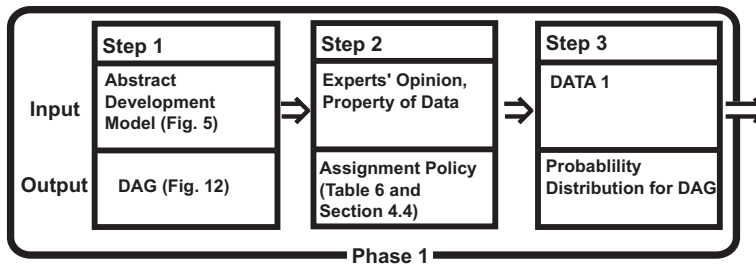 Step 1
Step 2
Step 3
Input
Abstract
Development
Model (Fig. 5)
Experts' Opinion,
Property of Data
DATA 1
Output
DAG (Fig. 12)
Assignment Policy
(Table 6 and
Section 4.4)
Probablility
Distribution for DAG
Phase 1